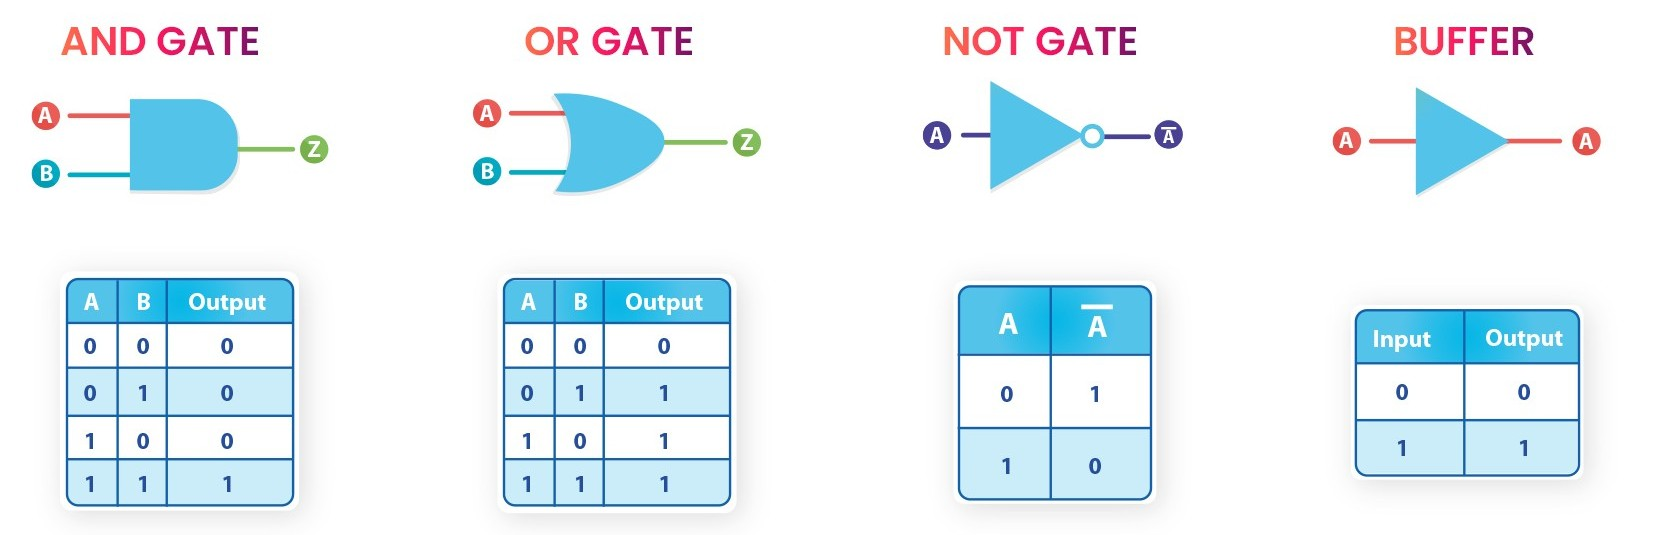 AND GATE
A
B
Z
A B Output
0 0 0
0 1 0
1 0 0
1 1 1
OR GATE
A
B
Z
A B Output
0 0 0
0 1 1
1 0 1
1 1 1
NOT GATE
A
A̅
A A̅
0 1
1 0
BUFFER
A
A
Input Output
0 0
1 1